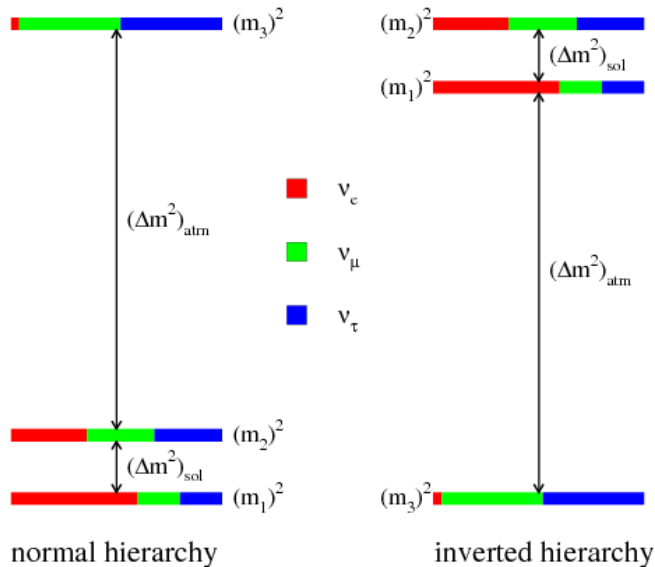 (m₃)²
(Δm²)atm
(m₂)²
(Δm²)sol
(m₁)²
normal hierarchy
νe
νμ
ντ
(m₂)²
(Δm²)sol
(m₁)²
(Δm²)atm
(m₃)²
inverted hierarchy